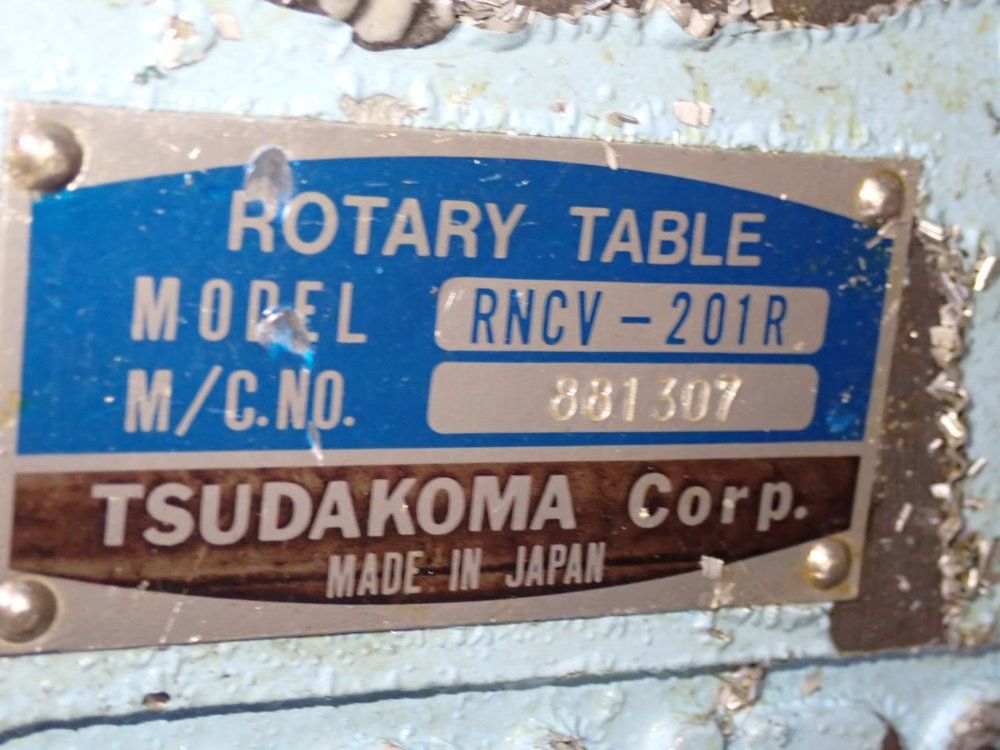 ROTARY TABLE
MODEL RNCV-201R
M/C.NO. 881307
TSUDAKOMA Corp.
MADE IN JAPAN